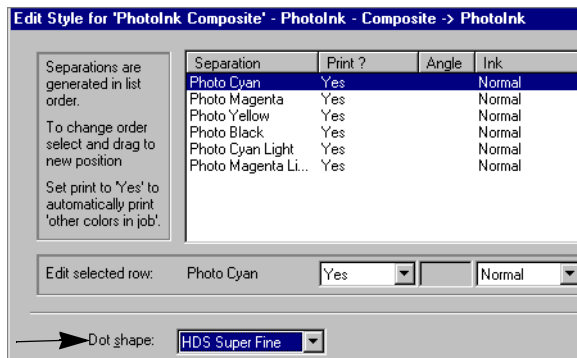 Edit Style for 'PhotoInk Composite' - PhotoInk - Composite -> PhotoInk
Separations are
generated in list
order.
To change order
select and drag to
new position
Set print to 'Yes' to
automatically print
'other colors in job'.
Separation Print ? Angle Ink
Photo Cyan Yes Normal
Photo Magenta Yes Normal
Photo Yellow Yes Normal
Photo Black Yes Normal
Photo Cyan Light Yes Normal
Photo Magenta Li... Yes Normal
Edit selected row: Photo Cyan Yes Normal
Dot shape: HDS Super Fine